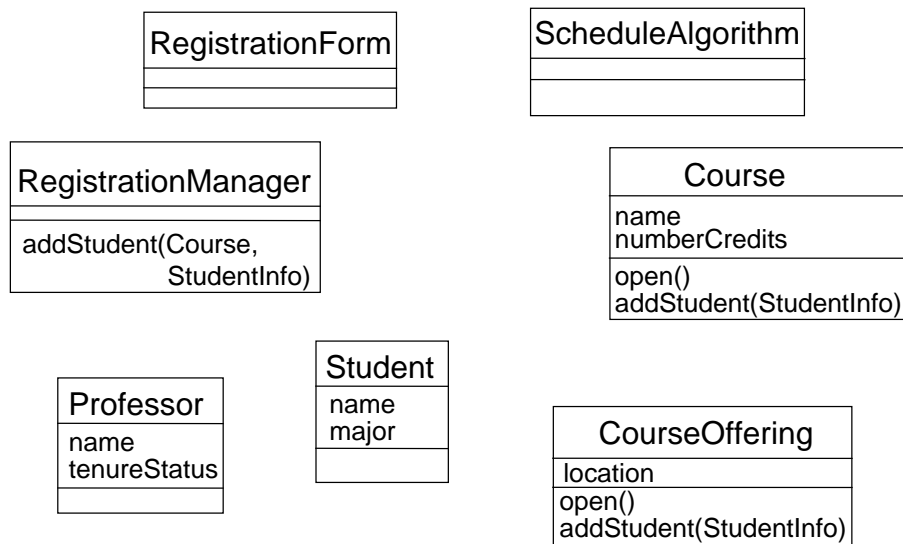 RegistrationForm
ScheduleAlgorithm
RegistrationManager
addStudent(Course,
StudentInfo)
Course
name
numberCredits
open()
addStudent(StudentInfo)
Student
name
major
Professor
name
tenureStatus
CourseOffering
location
open()
addStudent(StudentInfo)